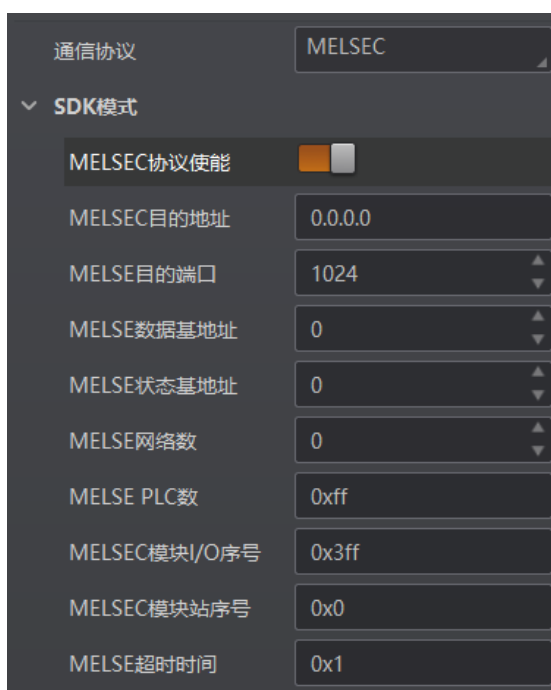 通信协议 MELSEC
SDK模式
MELSEC协议使能
MELSEC目的地址 0.0.0.0
MELSE目的端口 1024
MELSE数据基地址 0
MELSE状态基地址 0
MELSE网络数 0
MELSE PLC数 0xff
MELSEC模块I/O序号 0x3ff
MELSEC模块站序号 0x0
MELSE超时时间 0x1